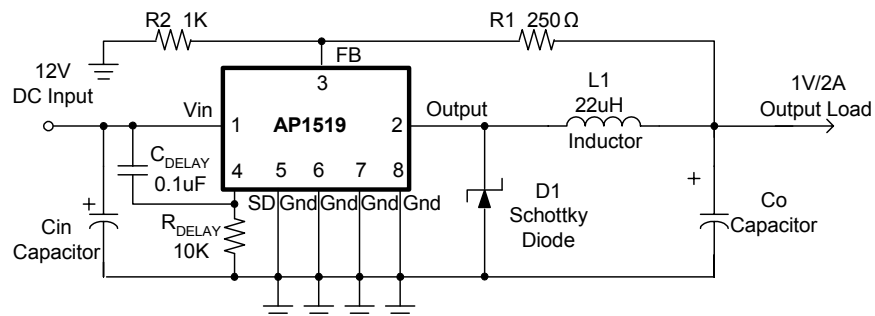 R2 1K
R1 250Ω
FB
12V
DC Input
Vin
3
1
AP1519
2
Output
L1
22uH
Inductor
1V/2A
Output Load
C_DELAY
0.1uF
4
5
6
7
8
SD
Gnd
Gnd
Gnd
+
Cin
Capacitor
R_DELAY
10K
D1
Schottky
Diode
+
Co
Capacitor